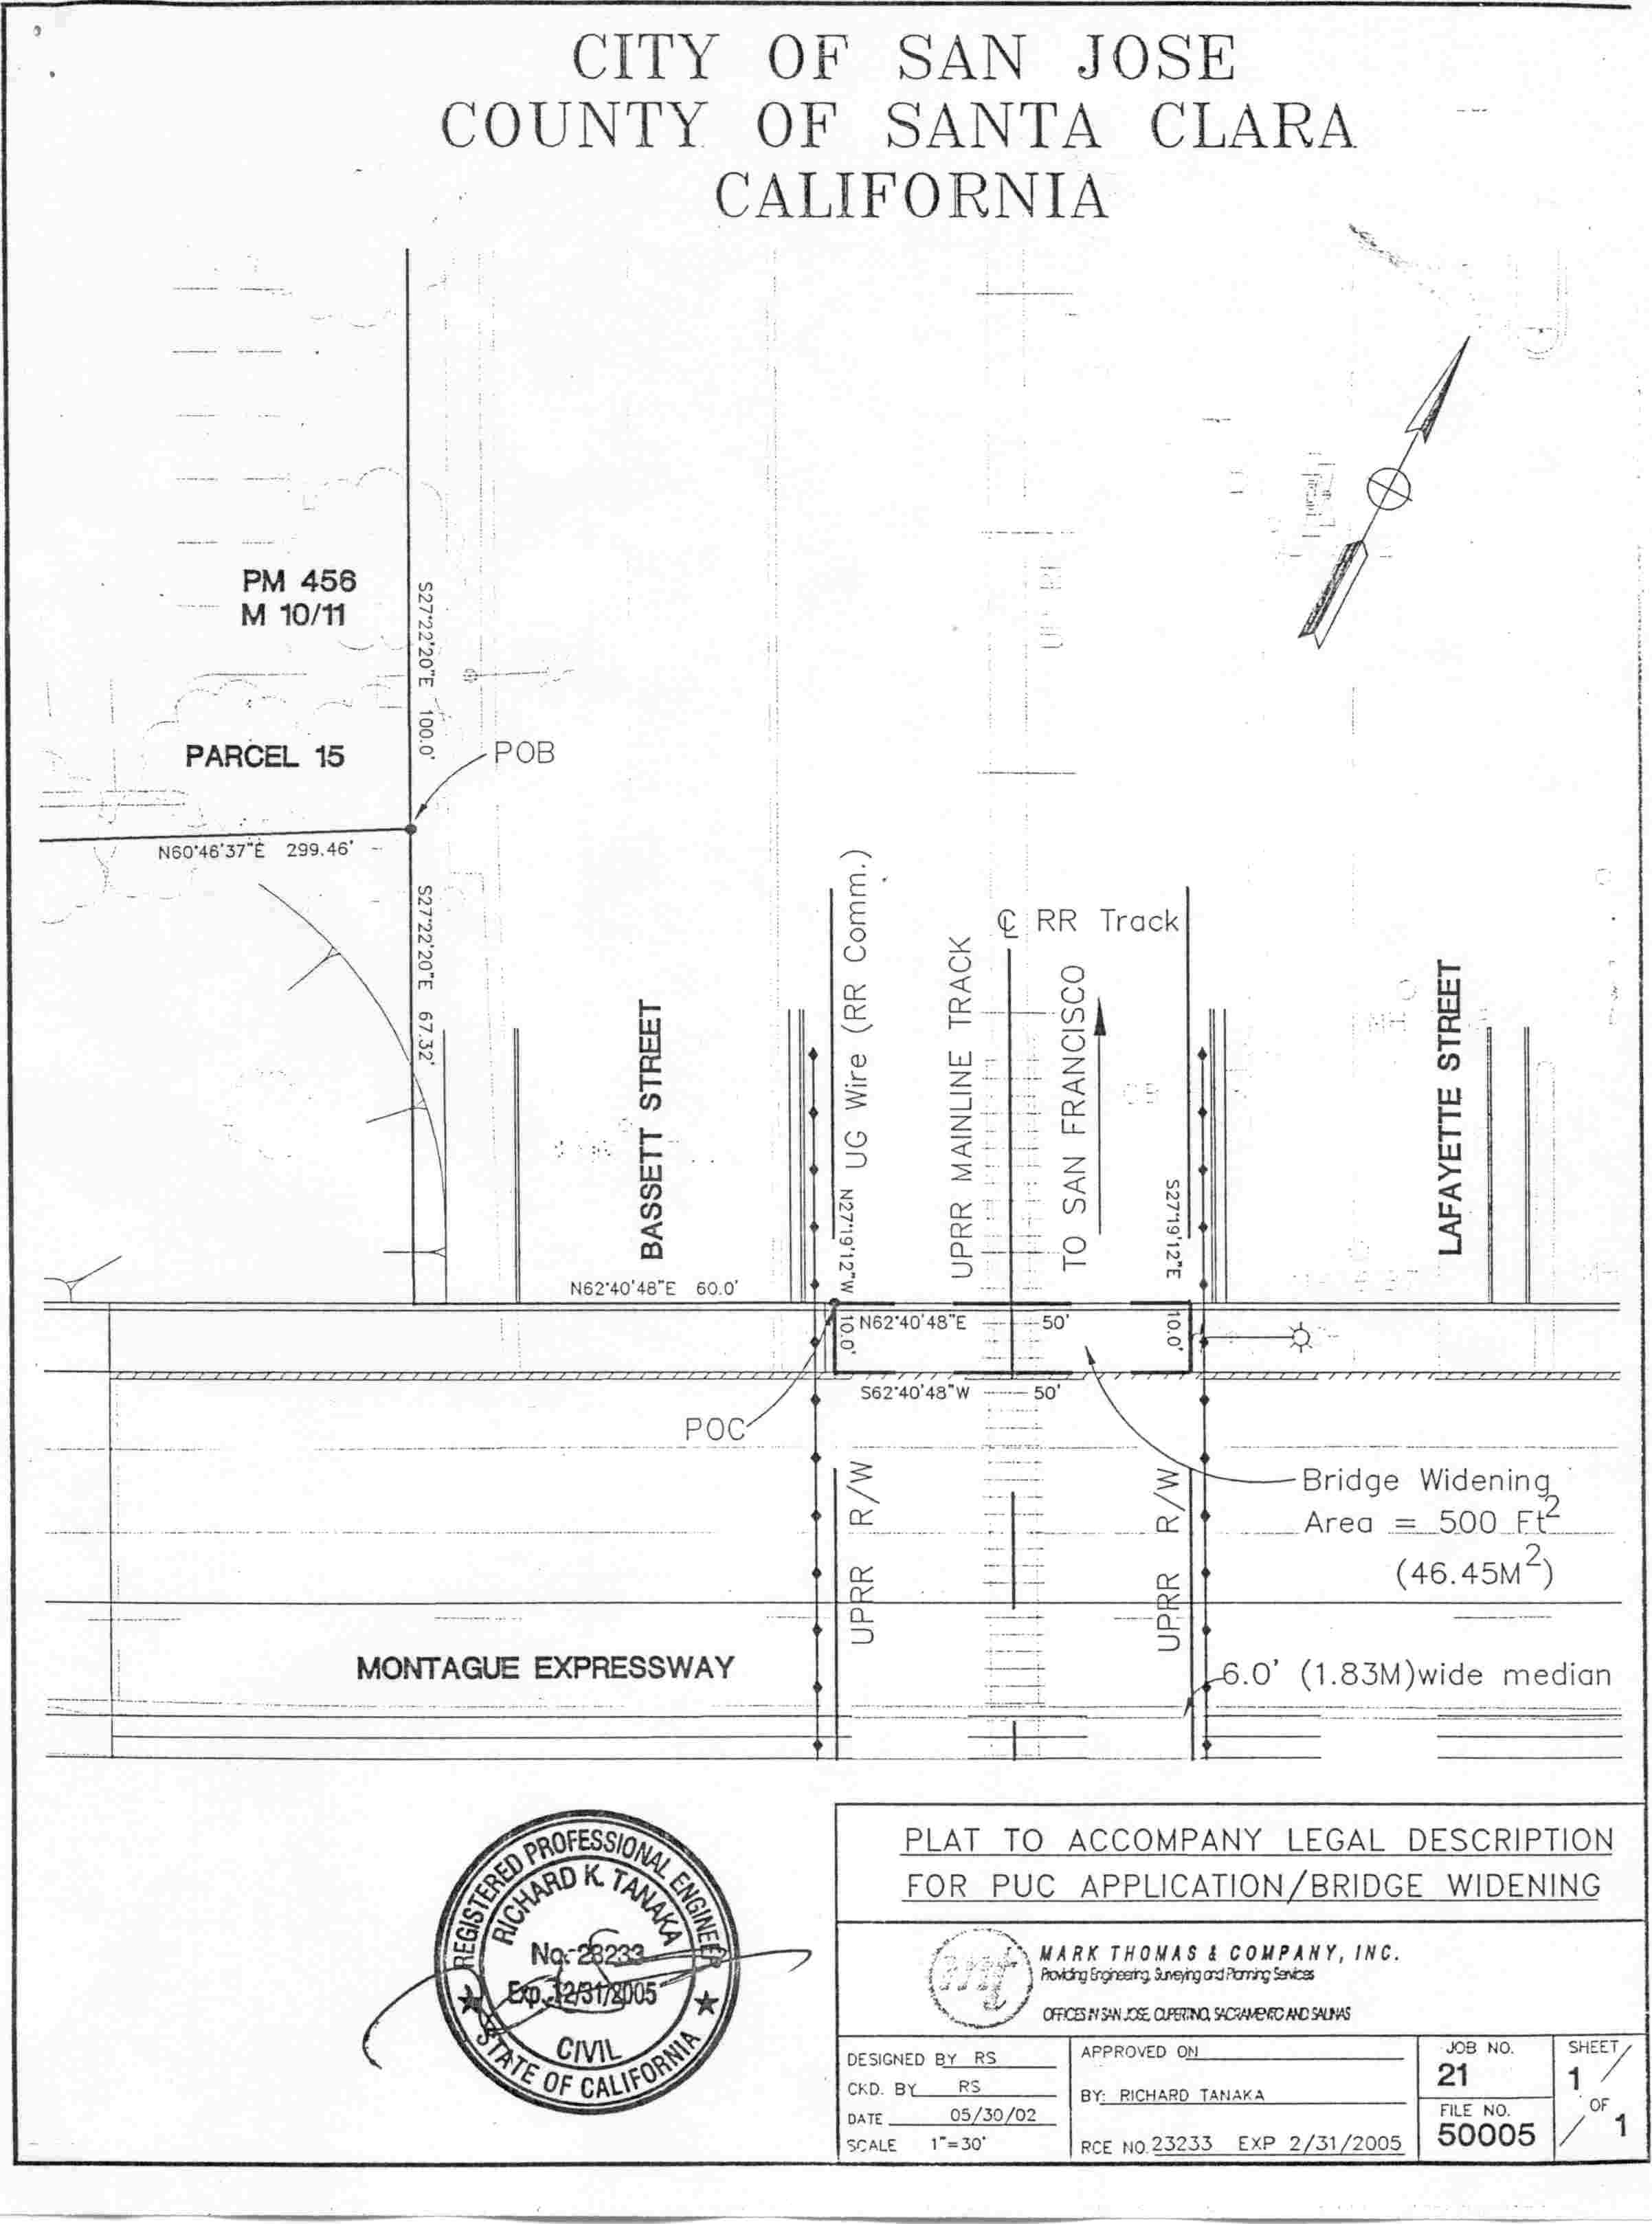 CITY OF SAN JOSE
COUNTY OF SANTA CLARA
CALIFORNIA
PM 456
M 10/11
S27°22'20"E 100.0'
PARCEL 15
POB
N60°46'37"E 299.46'
S27°22'20"E 67.32'
BASSETT STREET
UG Wire (RR Comm.)
UPRR MAINLINE TRACK
℄ RR Track
TO SAN FRANCISCO
LAFAYETTE STREET
N27°19'12"W
S27°19'12"E
N62°40'48"E 60.0'
10.0'
N62°40'48"E 50'
10.0'
S62°40'48"W 50'
POC
UPRR R/W
UPRR R/W
Bridge Widening
Area = 500 Ft2
(46.45M2)
MONTAGUE EXPRESSWAY
6.0' (1.83M)wide median
REGISTERED PROFESSIONAL ENGINEER
RICHARD K. TANAKA
No. 23233
Exp. 12/31/2005
CIVIL
STATE OF CALIFORNIA
PLAT TO ACCOMPANY LEGAL DESCRIPTION
FOR PUC APPLICATION/BRIDGE WIDENING
MARK THOMAS & COMPANY, INC.
Providing Engineering, Surveying and Planning Services
OFFICES IN SAN JOSE, CUPERTINO, SACRAMENTO AND SALINAS
DESIGNED BY RS
CKD. BY RS
DATE 05/30/02
SCALE 1"=30'
APPROVED ON
BY: RICHARD TANAKA
RCE NO. 23233 EXP 2/31/2005
JOB NO.
21
FILE NO.
50005
SHEET
1
OF
1